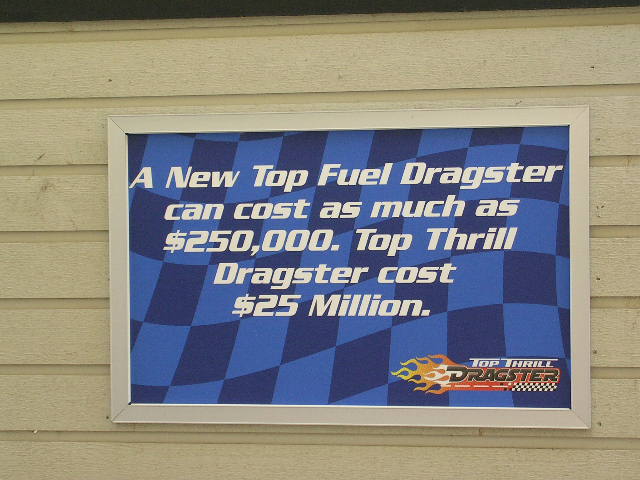 A New Top Fuel Dragster
can cost as much as
$250,000. Top Thrill
Dragster cost
$25 Million.
TOP THRILL
DRAGSTER